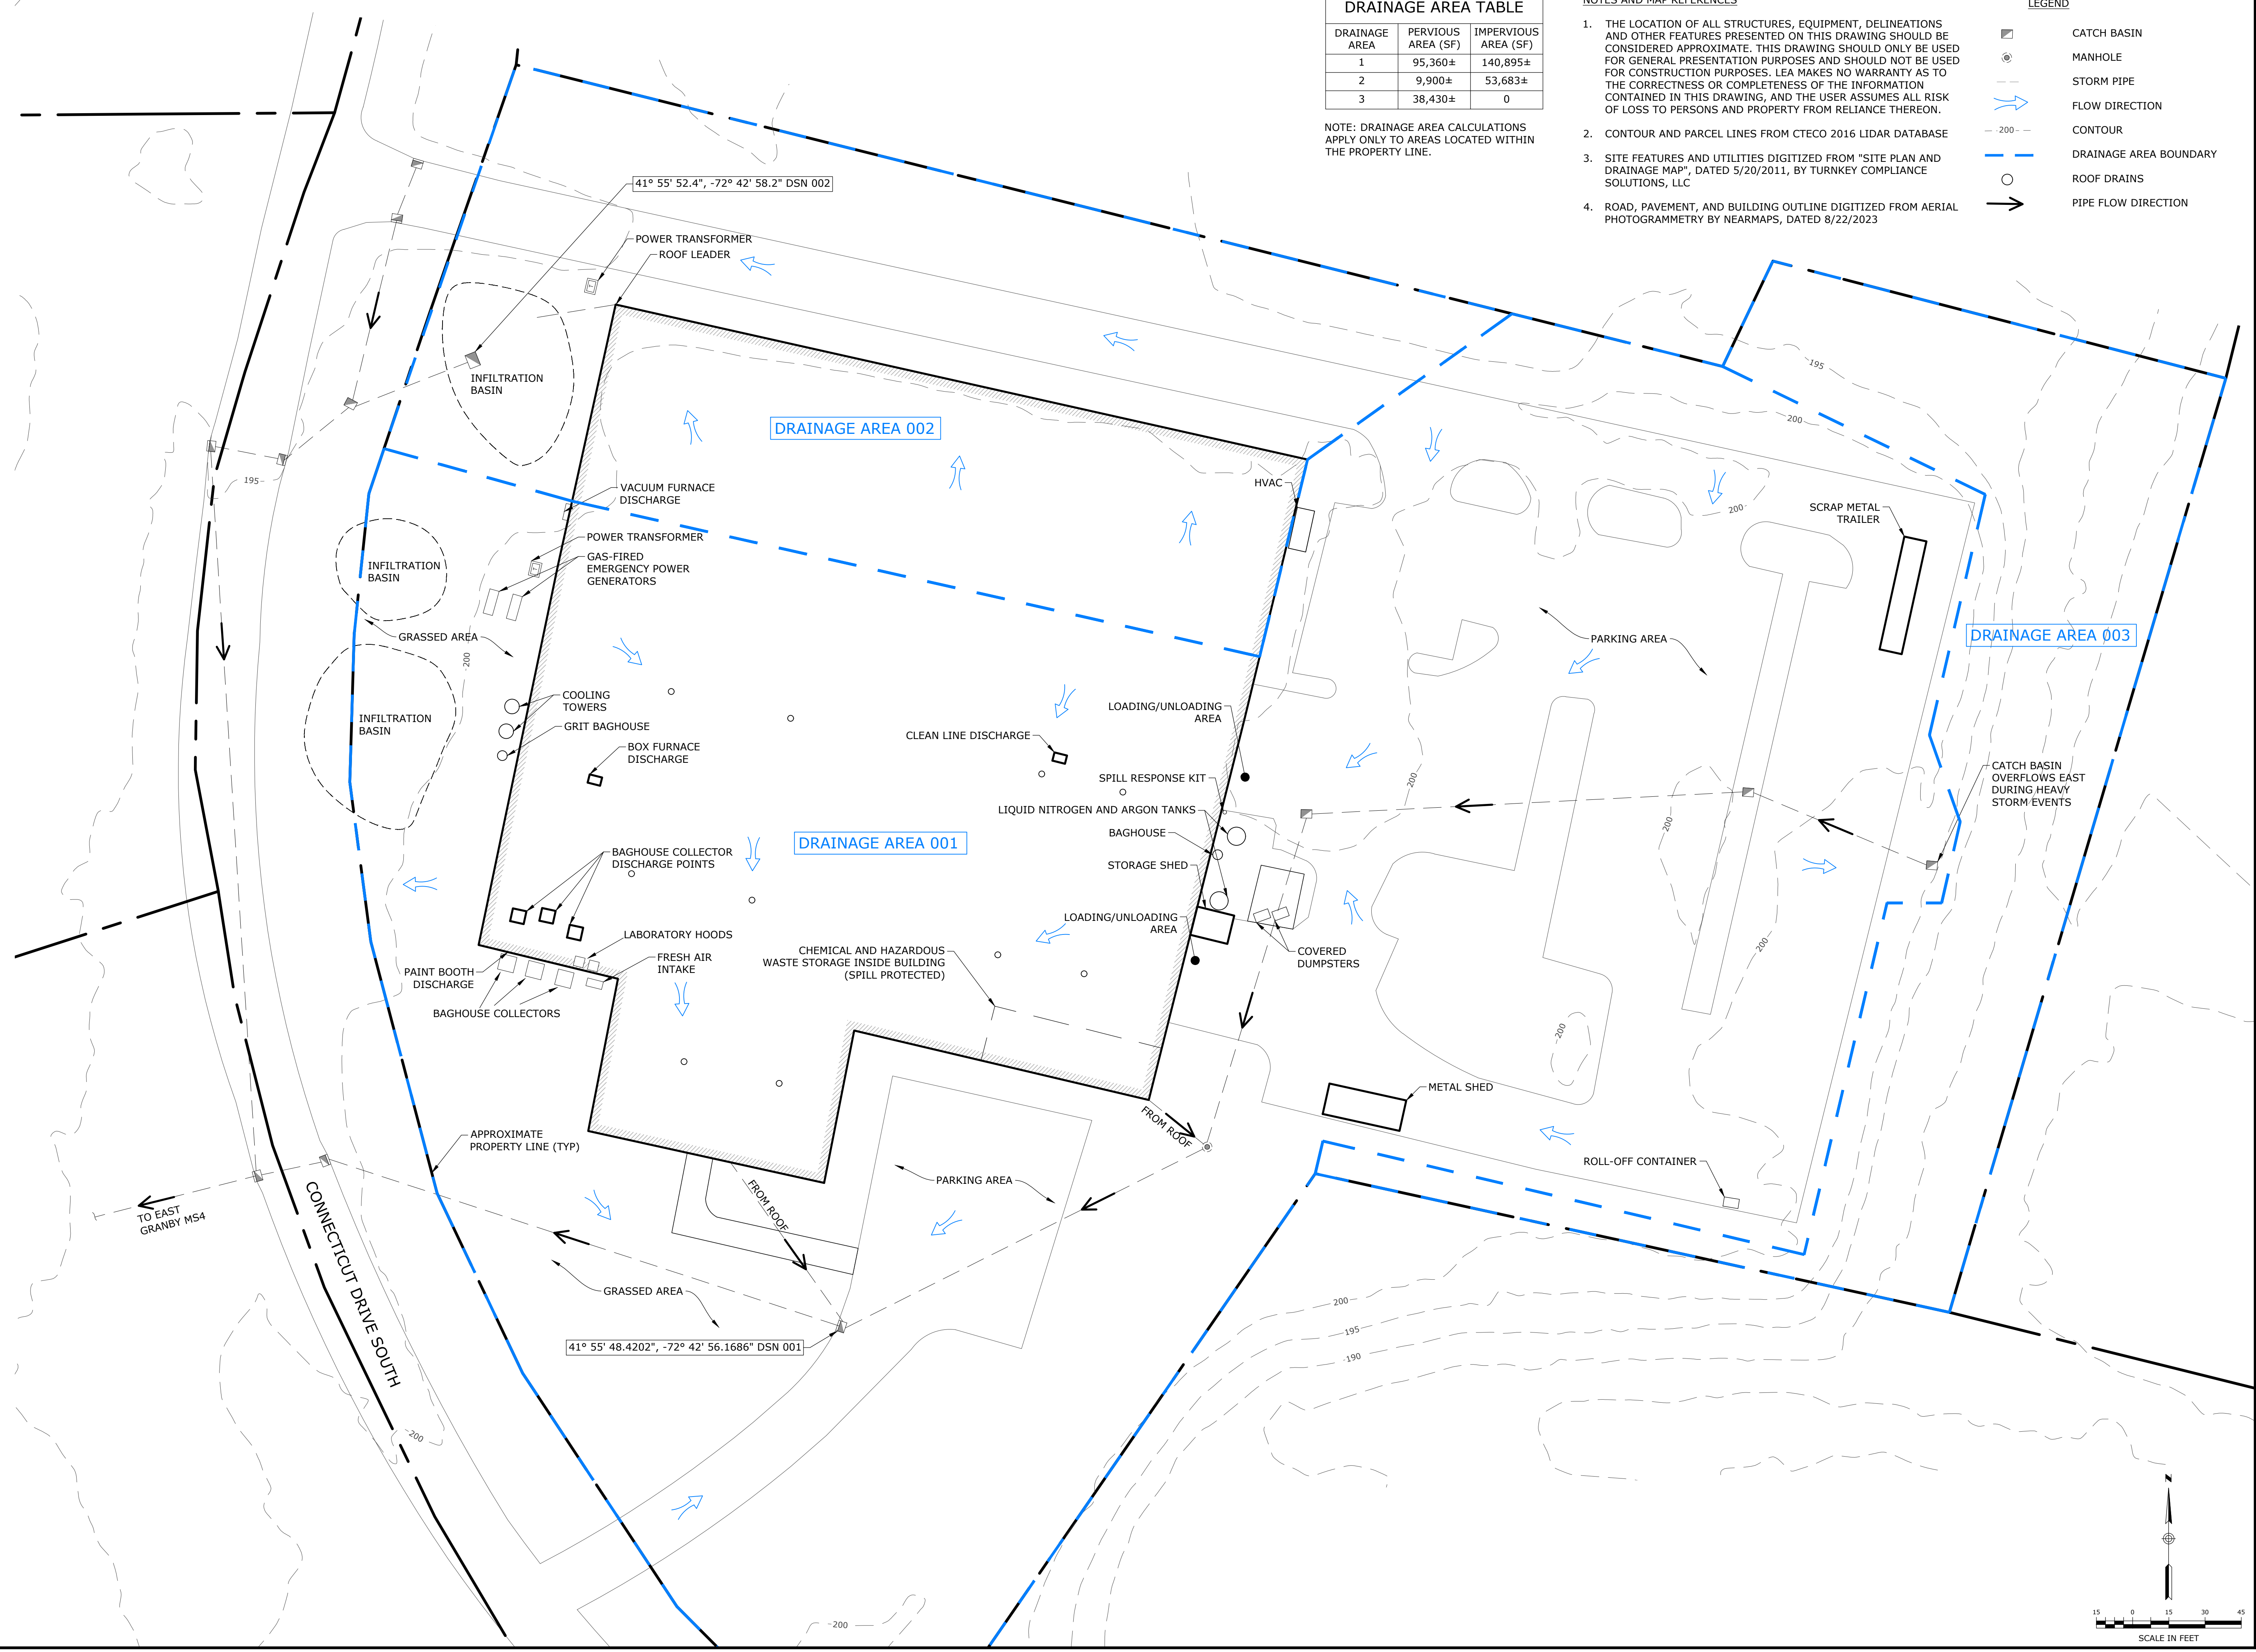 DRAINAGE AREA TABLE
DRAINAGE AREA
PERVIOUS AREA (SF)
IMPERVIOUS AREA (SF)
1 95,360± 140,895±
2 9,900± 53,683±
3 38,430± 0
NOTE: DRAINAGE AREA CALCULATIONS
APPLY ONLY TO AREAS LOCATED WITHIN
THE PROPERTY LINE.
NOTES AND MAP REFERENCES
1. THE LOCATION OF ALL STRUCTURES, EQUIPMENT, DELINEATIONS
AND OTHER FEATURES PRESENTED ON THIS DRAWING SHOULD BE
CONSIDERED APPROXIMATE. THIS DRAWING SHOULD ONLY BE USED
FOR GENERAL PRESENTATION PURPOSES AND SHOULD NOT BE USED
FOR CONSTRUCTION PURPOSES. LEA MAKES NO WARRANTY AS TO
THE CORRECTNESS OR COMPLETENESS OF THE INFORMATION
CONTAINED IN THIS DRAWING, AND THE USER ASSUMES ALL RISK
OF LOSS TO PERSONS AND PROPERTY FROM RELIANCE THEREON.
2. CONTOUR AND PARCEL LINES FROM CTECO 2016 LIDAR DATABASE
3. SITE FEATURES AND UTILITIES DIGITIZED FROM "SITE PLAN AND
DRAINAGE MAP", DATED 5/20/2011, BY TURNKEY COMPLIANCE
SOLUTIONS, LLC
4. ROAD, PAVEMENT, AND BUILDING OUTLINE DIGITIZED FROM AERIAL
PHOTOGRAMMETRY BY NEARMAPS, DATED 8/22/2023
LEGEND
CATCH BASIN
MANHOLE
STORM PIPE
FLOW DIRECTION
200 CONTOUR
DRAINAGE AREA BOUNDARY
ROOF DRAINS
PIPE FLOW DIRECTION
41° 55' 52.4", -72° 42' 58.2" DSN 002
POWER TRANSFORMER
ROOF LEADER
INFILTRATION
BASIN
DRAINAGE AREA 002
195
200
195
VACUUM FURNACE
DISCHARGE
HVAC
200
SCRAP METAL
TRAILER
POWER TRANSFORMER
GAS-FIRED
EMERGENCY POWER
GENERATORS
INFILTRATION
BASIN
GRASSED AREA
200
PARKING AREA
DRAINAGE AREA 003
COOLING
TOWERS
INFILTRATION
BASIN
GRIT BAGHOUSE
BOX FURNACE
DISCHARGE
CLEAN LINE DISCHARGE
LOADING/UNLOADING
AREA
SPILL RESPONSE KIT
LIQUID NITROGEN AND ARGON TANKS
BAGHOUSE
STORAGE SHED
200
200
CATCH BASIN
OVERFLOWS EAST
DURING HEAVY
STORM EVENTS
DRAINAGE AREA 001
BAGHOUSE COLLECTOR
DISCHARGE POINTS
LOADING/UNLOADING
AREA
LABORATORY HOODS
FRESH AIR
INTAKE
CHEMICAL AND HAZARDOUS
WASTE STORAGE INSIDE BUILDING
(SPILL PROTECTED)
COVERED
DUMPSTERS
200
PAINT BOOTH
DISCHARGE
BAGHOUSE COLLECTORS
200
METAL SHED
FROM ROOF
APPROXIMATE
PROPERTY LINE (TYP)
ROLL-OFF CONTAINER
PARKING AREA
FROM ROOF
TO EAST
GRANBY MS4
CONNECTICUT DRIVE SOUTH
GRASSED AREA
200
195
190
41° 55' 48.4202", -72° 42' 56.1686" DSN 001
200
200
N
15 0 15 30 45
SCALE IN FEET